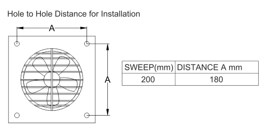 Hole to Hole Distance for Installation
A
A
SWEEP(mm) DISTANCE A mm
200 180